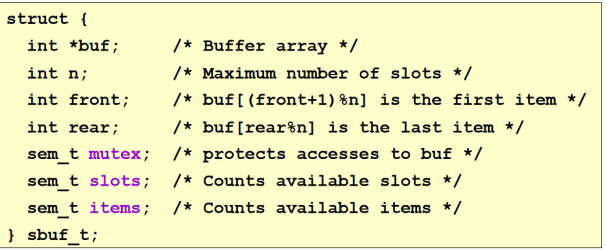 struct {
  int *buf;      /* Buffer array */
  int n;         /* Maximum number of slots */
  int front;     /* buf[(front+1)%n] is the first item */
  int rear;      /* buf[rear%n] is the last item */
  sem_t mutex;   /* protects accesses to buf */
  sem_t slots;   /* Counts available slots */
  sem_t items;   /* Counts available items */
} sbuf_t;